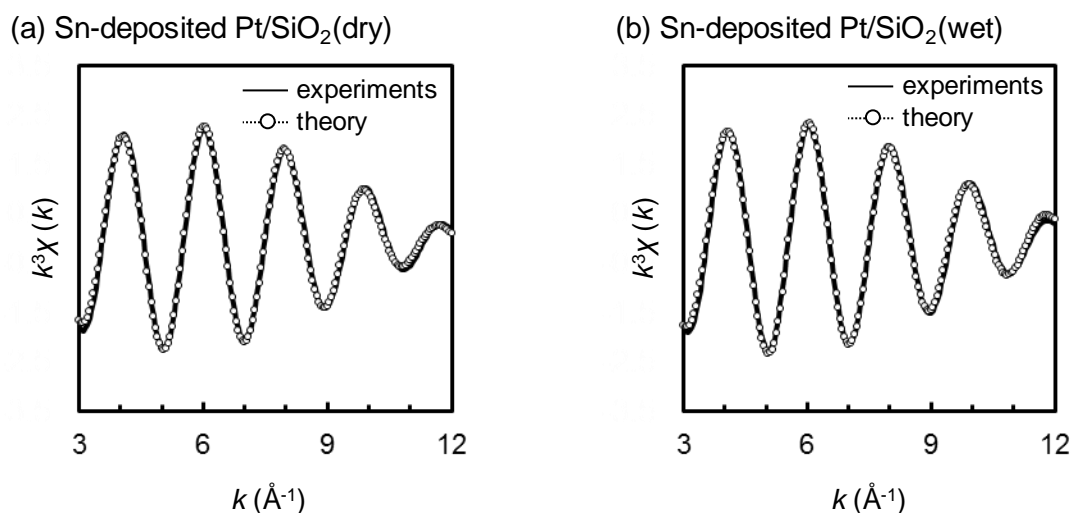 (a) Sn-deposited Pt/SiO₂(dry)
experiments
theory
k³χ (k)
3 6 9 12
k (Å⁻¹)
(b) Sn-deposited Pt/SiO₂(wet)
experiments
theory
k³χ (k)
3 6 9 12
k (Å⁻¹)